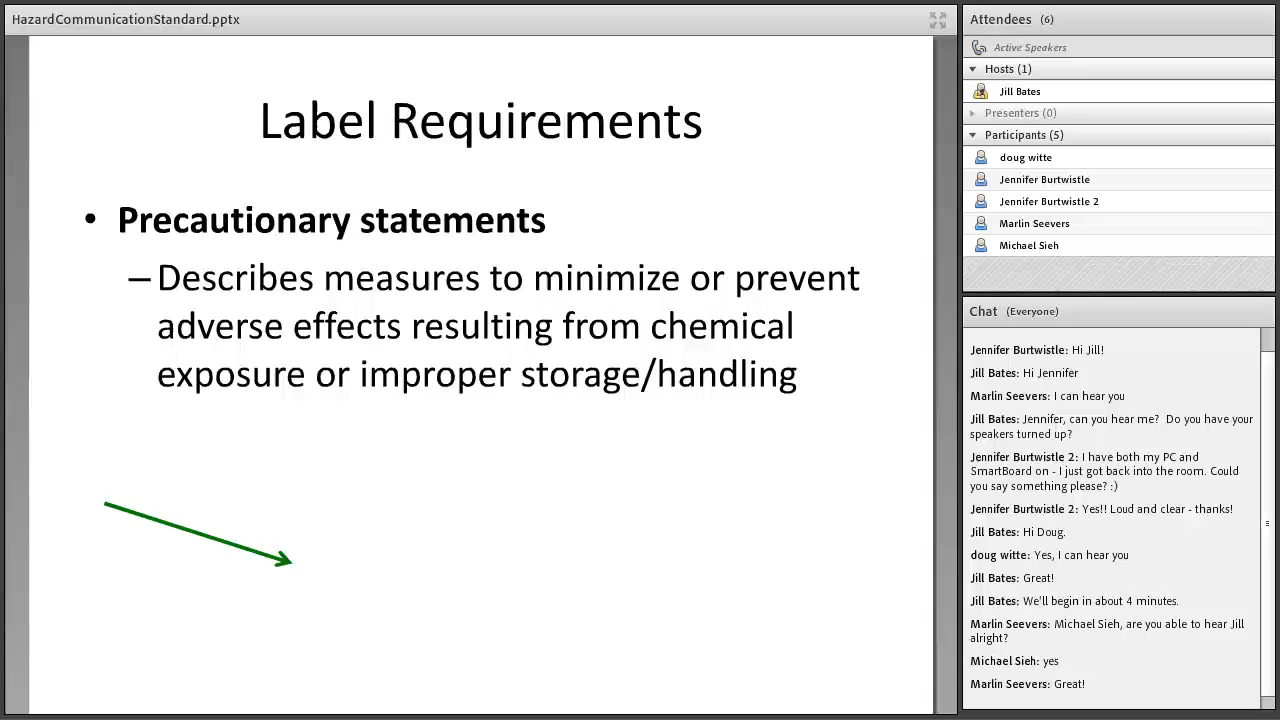 HazardCommunicationStandard.pptx
Label Requirements
• Precautionary statements
– Describes measures to minimize or prevent
adverse effects resulting from chemical
exposure or improper storage/handling
Attendees (6)
Active Speakers
Hosts (1)
Jill Bates
Presenters (0)
Participants (5)
doug witte
Jennifer Burtwistle
Jennifer Burtwistle 2
Marlin Seevers
Michael Sieh
Chat (Everyone)
Jennifer Burtwistle: Hi Jill!
Jill Bates: Hi Jennifer
Marlin Seevers: I can hear you
Jill Bates: Jennifer, can you hear me? Do you have your
speakers turned up?
Jennifer Burtwistle 2: I have both my PC and
SmartBoard on - I just got back into the room. Could
you say something please? :)
Jennifer Burtwistle 2: Yes!! Loud and clear - thanks!
Jill Bates: Hi Doug.
doug witte: Yes, I can hear you
Jill Bates: Great!
Jill Bates: We'll begin in about 4 minutes.
Marlin Seevers: Michael Sieh, are you able to hear Jill
alright?
Michael Sieh: yes
Marlin Seevers: Great!